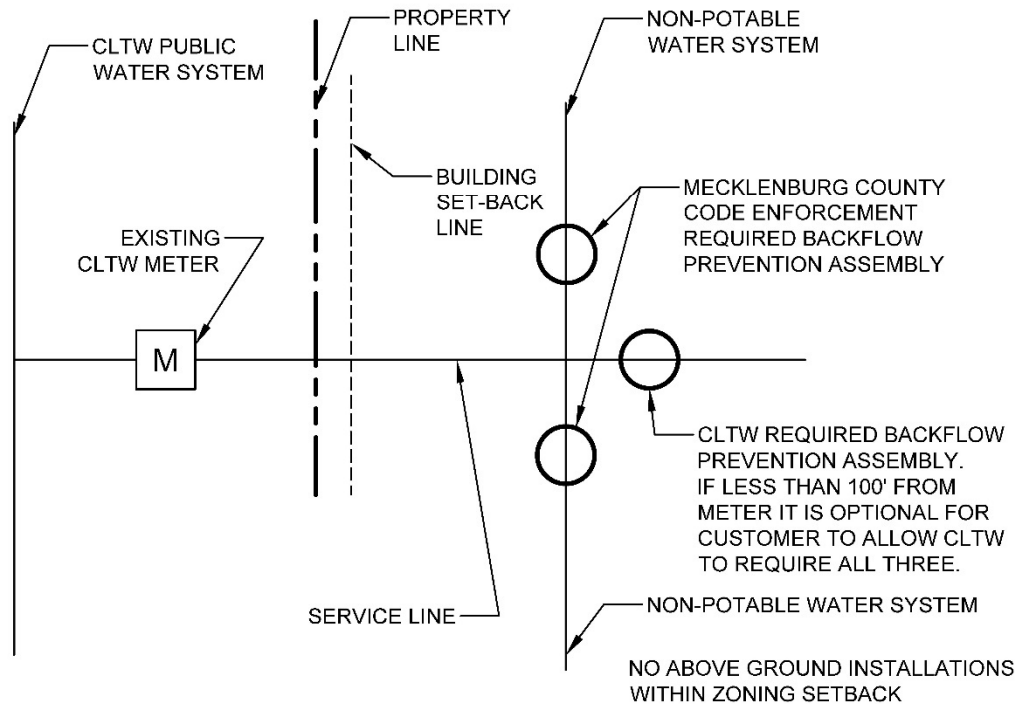 CLTW PUBLIC
WATER SYSTEM
PROPERTY
LINE
NON-POTABLE
WATER SYSTEM
BUILDING
SET-BACK
LINE
MECKLENBURG COUNTY
CODE ENFORCEMENT
REQUIRED BACKFLOW
PREVENTION ASSEMBLY
EXISTING
CLTW METER
M
CLTW REQUIRED BACKFLOW
PREVENTION ASSEMBLY.
IF LESS THAN 100' FROM
METER IT IS OPTIONAL FOR
CUSTOMER TO ALLOW CLTW
TO REQUIRE ALL THREE.
SERVICE LINE
NON-POTABLE WATER SYSTEM
NO ABOVE GROUND INSTALLATIONS
WITHIN ZONING SETBACK